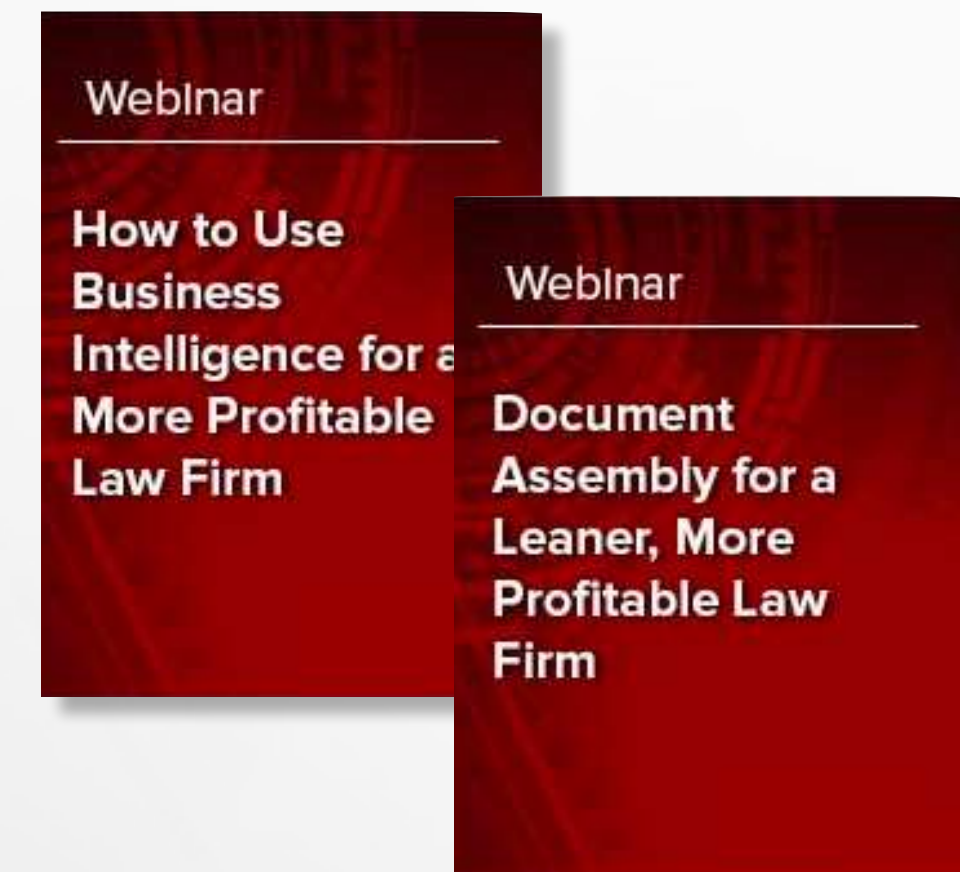 Webinar
How to Use
Business
Intelligence for a
More Profitable
Law Firm
Webinar
Document
Assembly for a
Leaner, More
Profitable Law
Firm